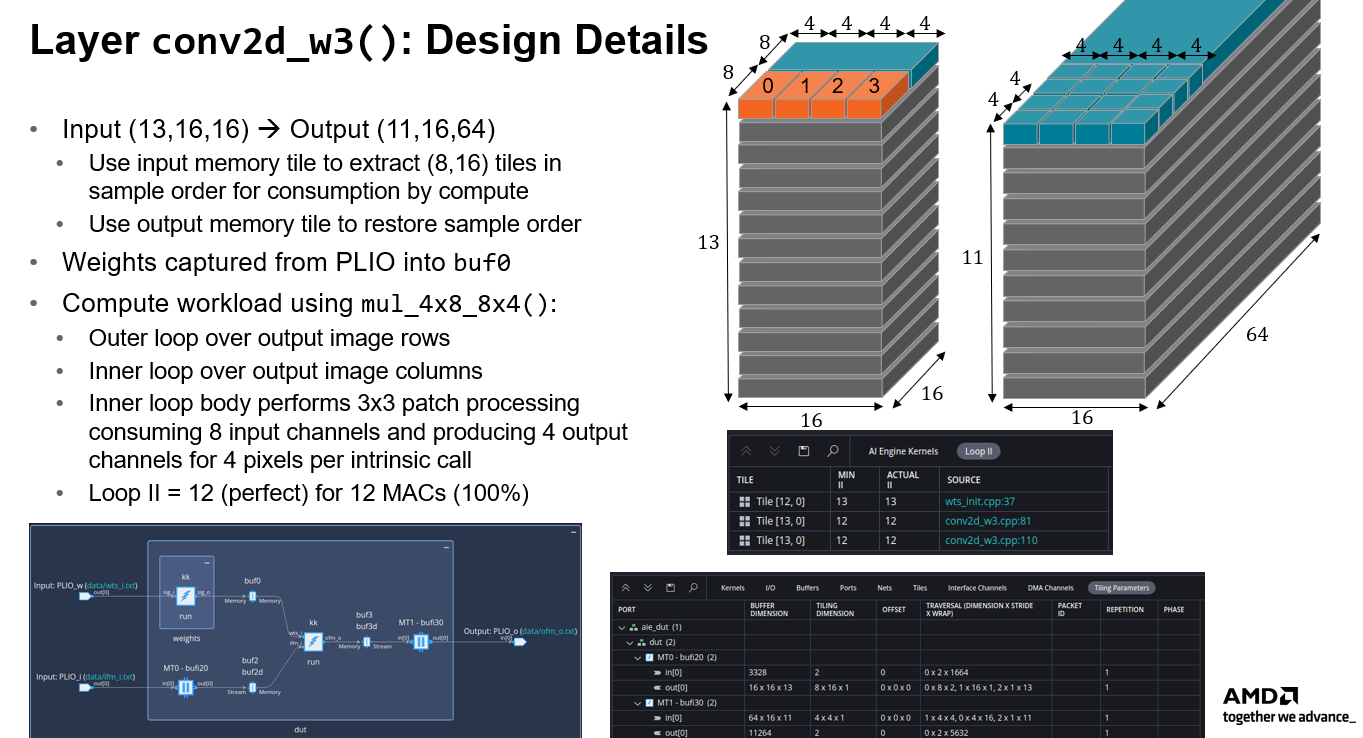 Layer conv2d_w3(): Design Details
• Input (13,16,16) → Output (11,16,64)
• Use input memory tile to extract (8,16) tiles in
sample order for consumption by compute
• Use output memory tile to restore sample order
• Weights captured from PLIO into buf0
• Compute workload using mul_4x8_8x4():
• Outer loop over output image rows
• Inner loop over output image columns
• Inner loop body performs 3x3 patch processing
consuming 8 input channels and producing 4 output
channels for 4 pixels per intrinsic call
• Loop II = 12 (perfect) for 12 MACs (100%)
4 4 4 4
8
8
0 1 2 3
13
16
16
4 4 4 4
4
4
11
64
16
AI Engine Kernels Loop II
TILE MIN II ACTUAL II SOURCE
Tile [12, 0] 13 13 wts_init.cpp:37
Tile [13, 0] 12 12 conv2d_w3.cpp:81
Tile [13, 0] 12 12 conv2d_w3.cpp:110
Input: PLIO_w (data/wts_i.txt)
out[0]
kk
sig_i sig_o
run
weights
buf0
Memory Memory
kk
wts_i
ifm_i
ofm_o
run
buf3
buf3d
Memory Stream
MT1 - bufi30
in[0] out[0]
Output: PLIO_o (data/ofm_o.txt)
in[0]
Input: PLIO_i (data/ifm_i.txt)
out[0]
MT0 - bufi20
in[0] out[0]
buf2
buf2d
Stream Memory
dut
Kernels I/O Buffers Ports Nets Tiles Interface Channels DMA Channels Tiling Parameters
PORT BUFFER DIMENSION TILING DIMENSION OFFSET TRAVERSAL (DIMENSION X STRIDE X WRAP) PACKET ID REPETITION PHASE
aie_dut (1)
dut (2)
MT0 - bufi20 (2)
in[0] 3328 2 0 0 x 2 x 1664 1
out[0] 16 x 16 x 13 8 x 16 x 1 0 x 0 x 0 0 x 8 x 2, 1 x 16 x 1, 2 x 1 x 13 1
MT1 - bufi30 (2)
in[0] 64 x 16 x 11 4 x 4 x 1 0 x 0 x 0 1 x 4 x 4, 0 x 4 x 16, 2 x 1 x 11 1
out[0] 11264 2 0 0 x 2 x 5632 1
AMD
together we advance_